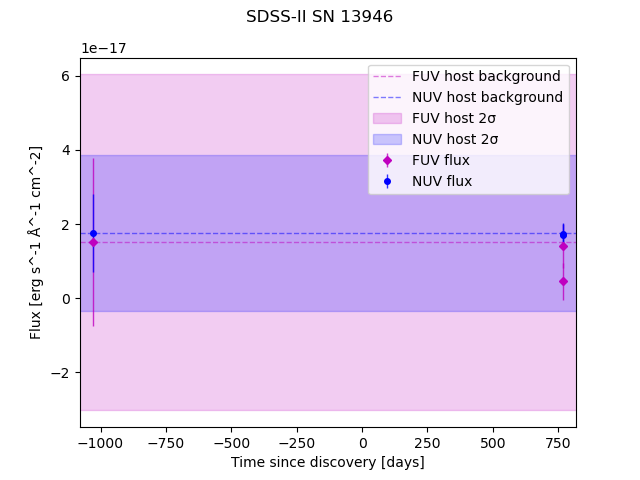 SDSS-II SN 13946
1e−17
6
4
2
0
−2
Flux [erg s^-1 Å^-1 cm^-2]
FUV host background
NUV host background
FUV host 2σ
NUV host 2σ
FUV flux
NUV flux
−1000 −750 −500 −250 0 250 500 750
Time since discovery [days]